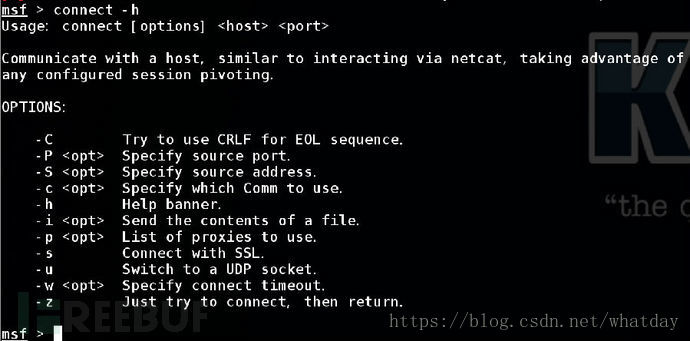 msf > connect -h
Usage: connect [options] <host> <port>
Communicate with a host, similar to interacting via netcat, taking advantage of
any configured session pivoting.
OPTIONS:
-C Try to use CRLF for EOL sequence.
-P <opt> Specify source port.
-S <opt> Specify source address.
-c <opt> Specify which Comm to use.
-h Help banner.
-i <opt> Send the contents of a file.
-p <opt> List of proxies to use.
-s Connect with SSL.
-u Switch to a UDP socket.
-w <opt> Specify connect timeout.
-z Just try to connect, then return.
msf >
K
"the
REEBUF
https://blog.csdn.net/whatday